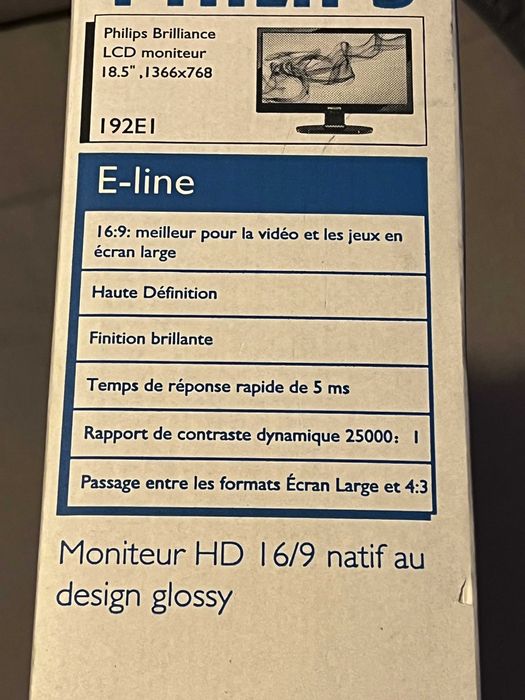 PHILIPS
Philips Brilliance
LCD moniteur
18.5" ,1366x768
192E1
E-line
16:9: meilleur pour la vidéo et les jeux en
écran large
Haute Définition
Finition brillante
Temps de réponse rapide de 5 ms
Rapport de contraste dynamique 25000: 1
Passage entre les formats Écran Large et 4:3
Moniteur HD 16/9 natif au
design glossy